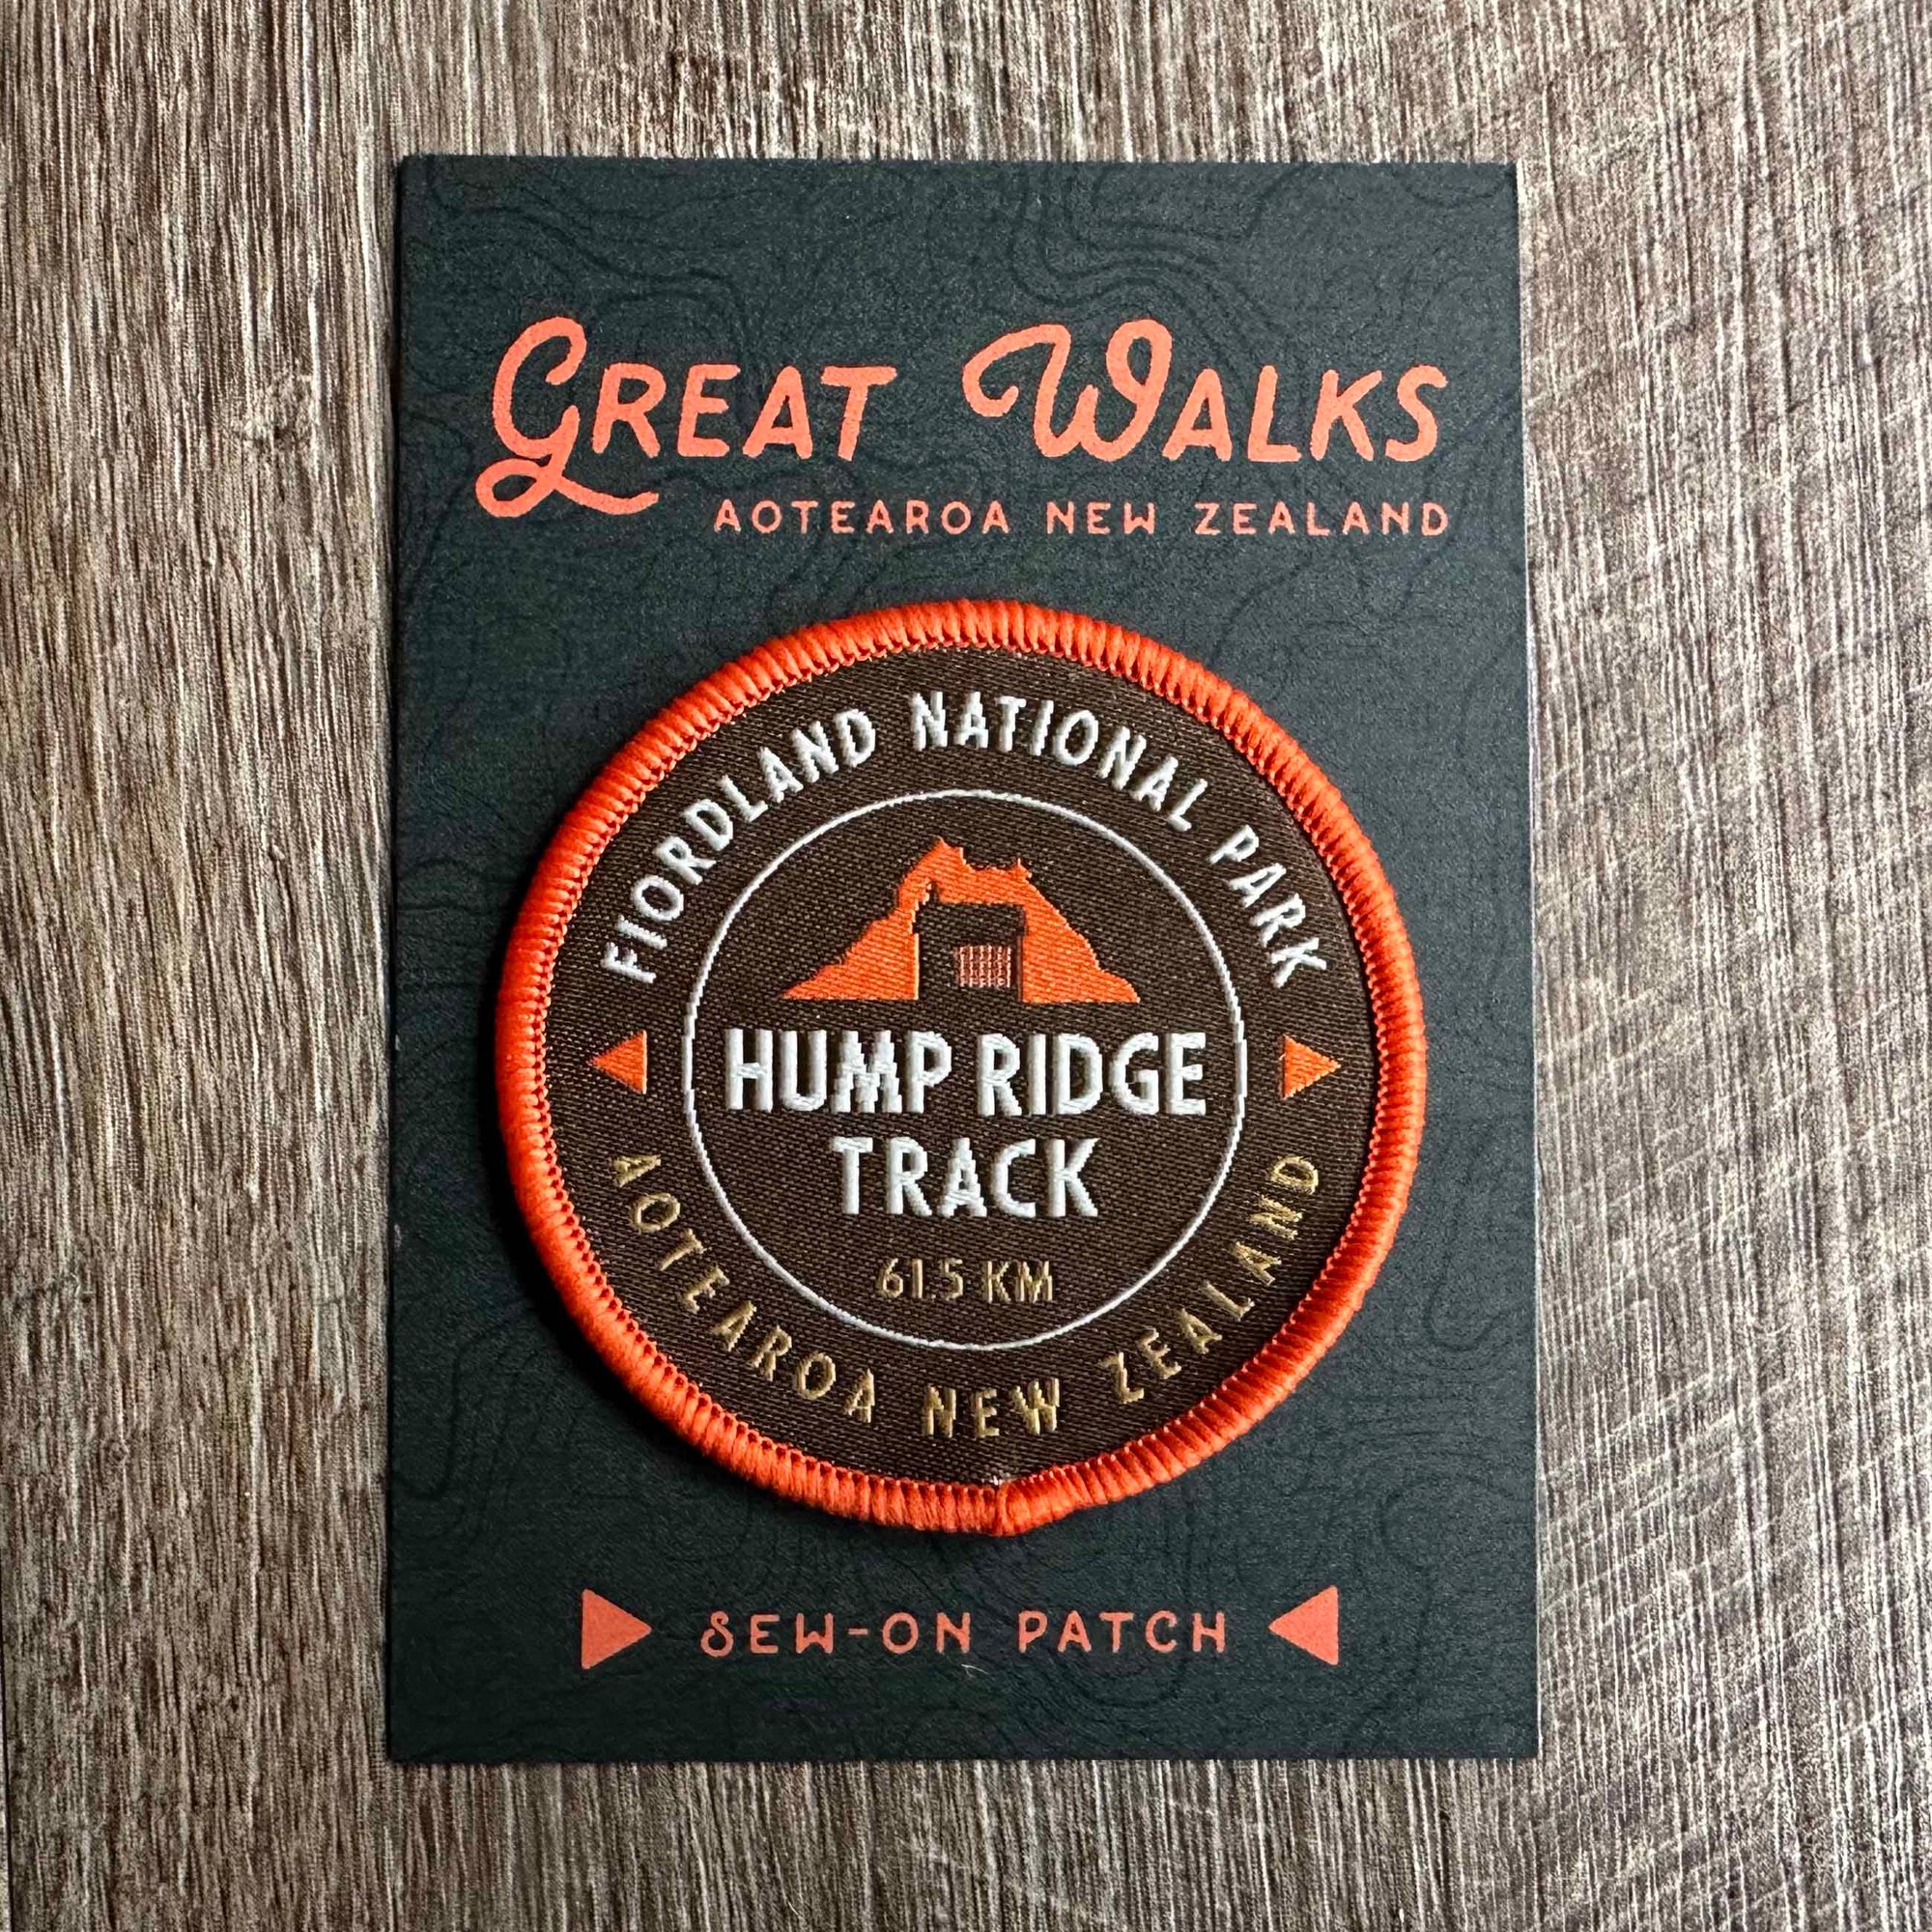 GREAT WALKS
AOTEAROA NEW ZEALAND
FIORDLAND NATIONAL PARK
HUMP RIDGE
TRACK
61.5 KM
AOTEAROA NEW ZEALAND
SEW-ON PATCH